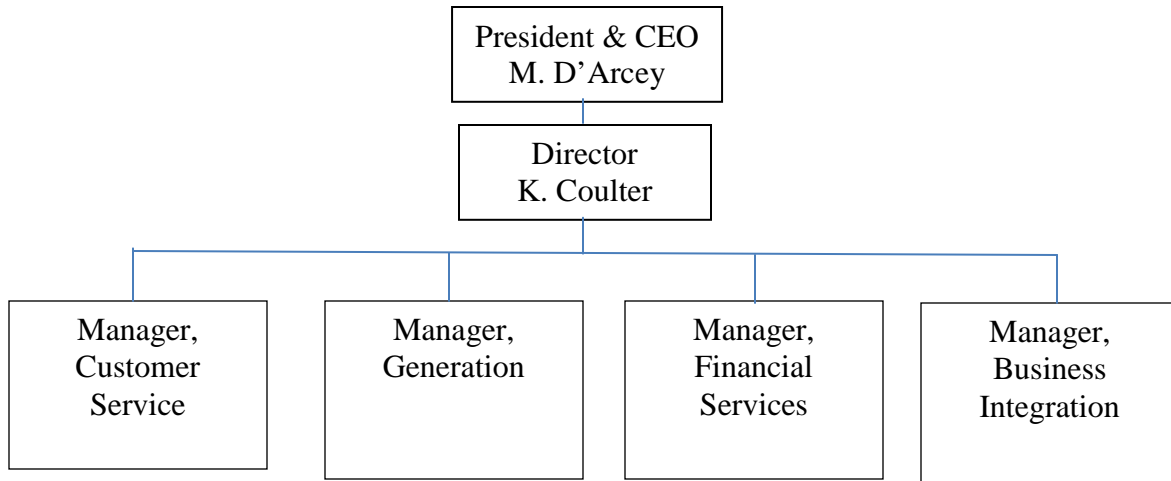 President & CEO
M. D’Arcey
Director
K. Coulter
Manager,
Customer
Service
Manager,
Generation
Manager,
Financial
Services
Manager,
Business
Integration